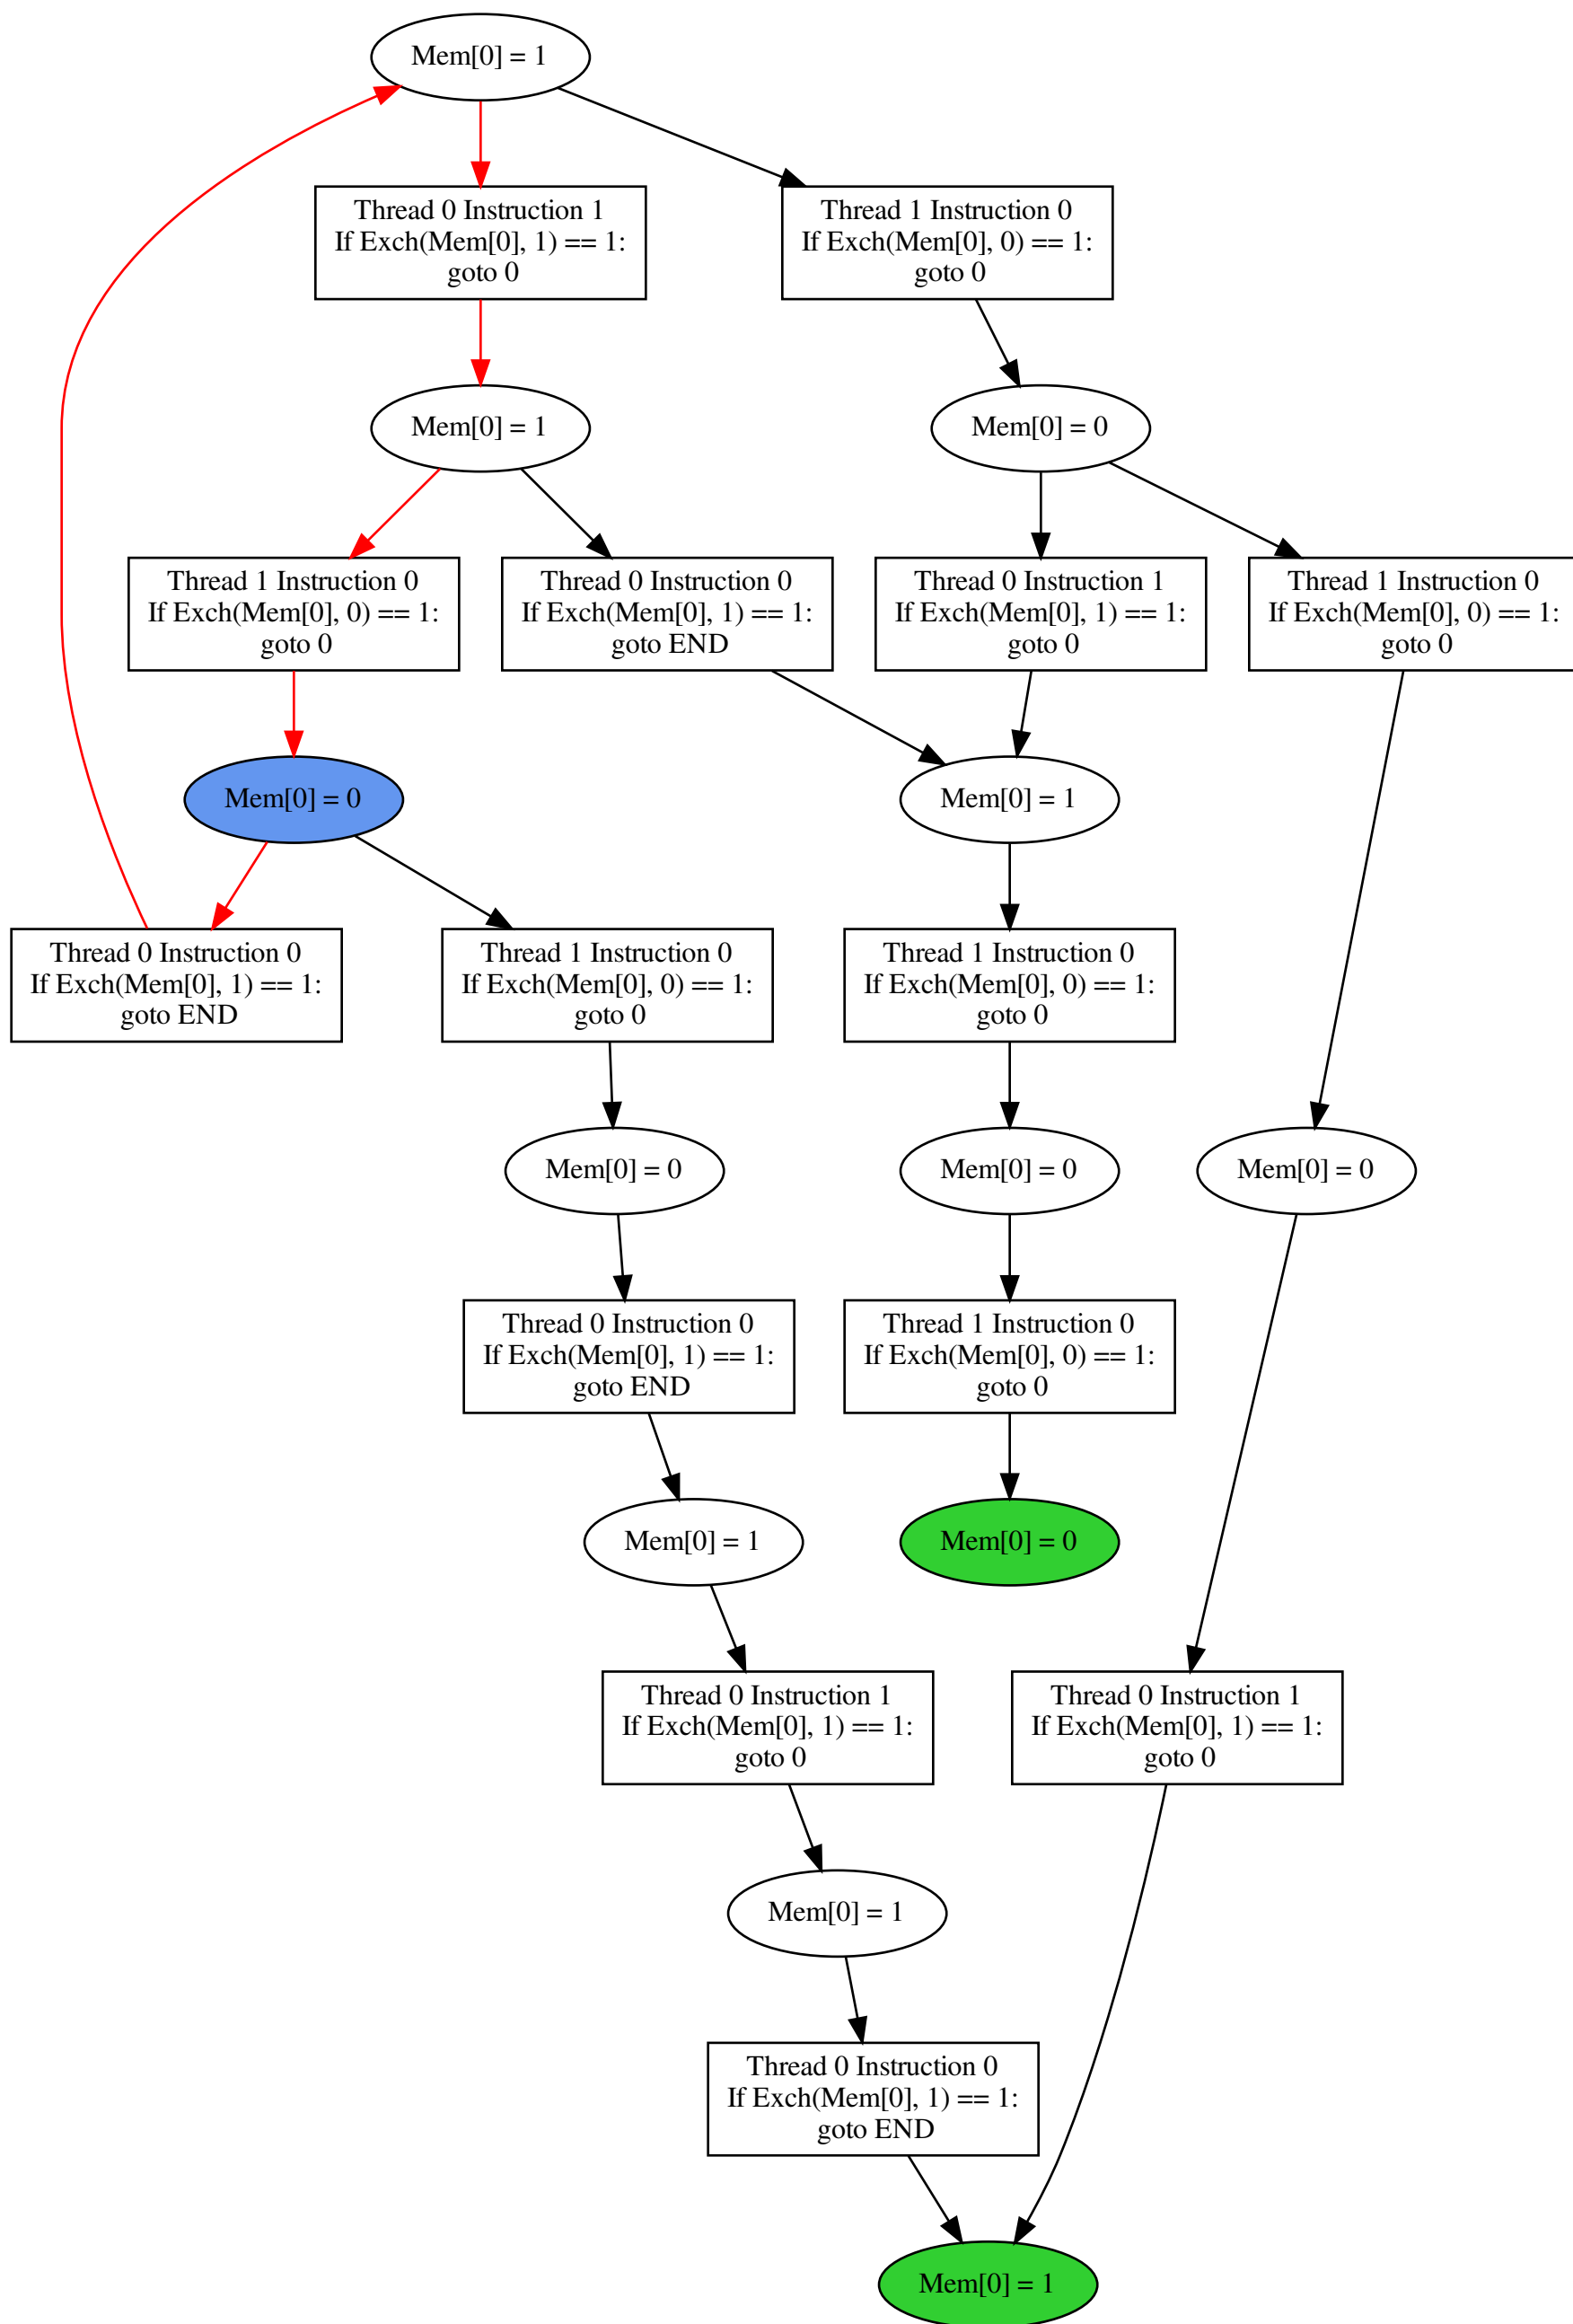 Mem[0] = 1
Thread 0 Instruction 1
If Exch(Mem[0], 1) == 1:
goto 0
Thread 1 Instruction 0
If Exch(Mem[0], 0) == 1:
goto 0
Mem[0] = 1
Mem[0] = 0
Thread 1 Instruction 0
If Exch(Mem[0], 0) == 1:
goto 0
Thread 0 Instruction 0
If Exch(Mem[0], 1) == 1:
goto END
Thread 0 Instruction 1
If Exch(Mem[0], 1) == 1:
goto 0
Thread 1 Instruction 0
If Exch(Mem[0], 0) == 1:
goto 0
Mem[0] = 0
Mem[0] = 1
Thread 0 Instruction 0
If Exch(Mem[0], 1) == 1:
goto END
Thread 1 Instruction 0
If Exch(Mem[0], 0) == 1:
goto 0
Thread 1 Instruction 0
If Exch(Mem[0], 0) == 1:
goto 0
Mem[0] = 0
Mem[0] = 0
Mem[0] = 0
Thread 0 Instruction 0
If Exch(Mem[0], 1) == 1:
goto END
Thread 1 Instruction 0
If Exch(Mem[0], 0) == 1:
goto 0
Mem[0] = 1
Mem[0] = 0
Thread 0 Instruction 1
If Exch(Mem[0], 1) == 1:
goto 0
Thread 0 Instruction 1
If Exch(Mem[0], 1) == 1:
goto 0
Mem[0] = 1
Thread 0 Instruction 0
If Exch(Mem[0], 1) == 1:
goto END
Mem[0] = 1